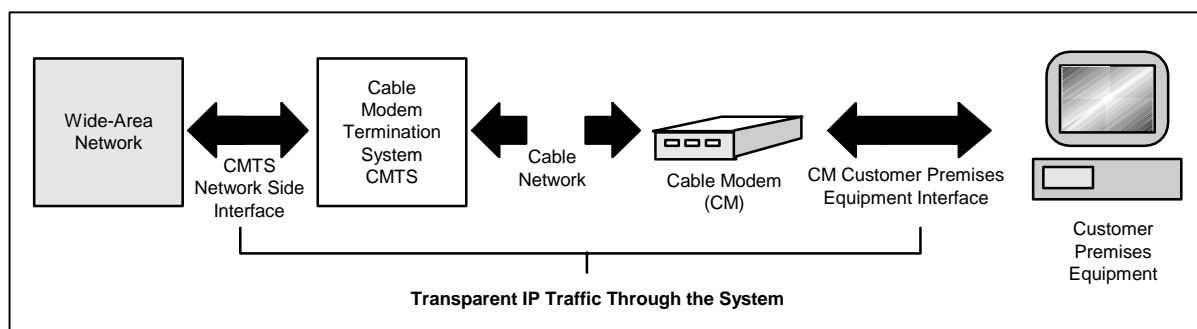 Wide-Area
Network
CMTS
Network Side
Interface
Cable
Modem
Termination
System
CMTS
Cable
Network
Cable Modem
(CM)
CM Customer Premises
Equipment Interface
Customer
Premises
Equipment
Transparent IP Traffic Through the System